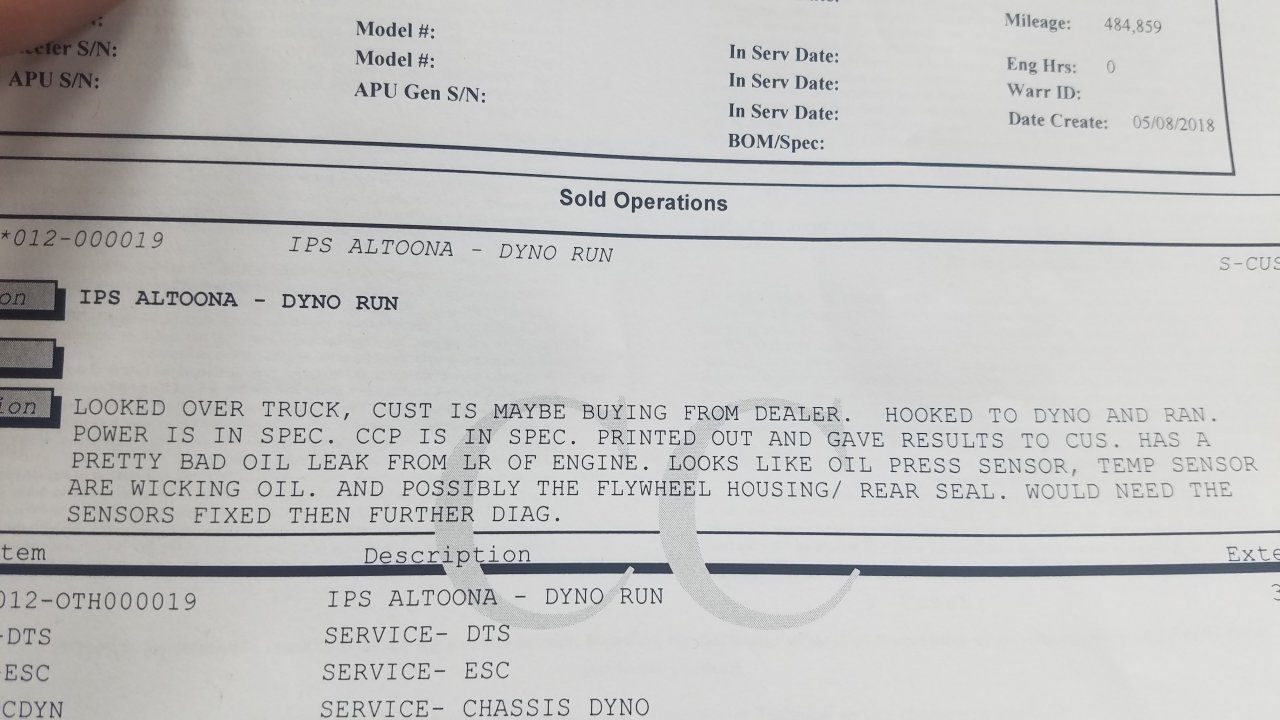 Model #:
Mileage: 484,859
S/N:
Model #:
In Serv Date:
Eng Hrs: 0
APU S/N:
APU Gen S/N:
In Serv Date:
Warr ID:
In Serv Date:
Date Create: 05/08/2018
BOM/Spec:
Sold Operations
*012-000019 IPS ALTOONA - DYNO RUN S-CUS
on IPS ALTOONA - DYNO RUN
ion LOOKED OVER TRUCK, CUST IS MAYBE BUYING FROM DEALER. HOOKED TO DYNO AND RAN.
POWER IS IN SPEC. CCP IS IN SPEC. PRINTED OUT AND GAVE RESULTS TO CUS. HAS A
PRETTY BAD OIL LEAK FROM LR OF ENGINE. LOOKS LIKE OIL PRESS SENSOR, TEMP SENSOR
ARE WICKING OIL. AND POSSIBLY THE FLYWHEEL HOUSING/ REAR SEAL. WOULD NEED THE
SENSORS FIXED THEN FURTHER DIAG.
CC
tem Description Exte
012-OTH000019 IPS ALTOONA - DYNO RUN 3
-DTS SERVICE- DTS
-ESC SERVICE- ESC
CDYN SERVICE- CHASSIS DYNO